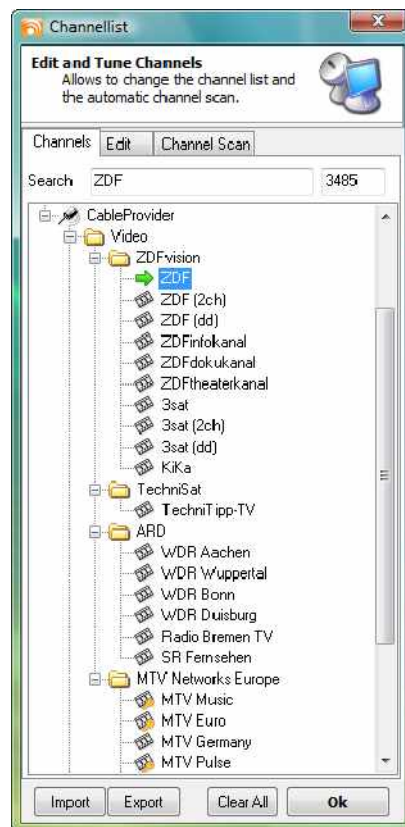 Channellist
Edit and Tune Channels
Allows to change the channel list and
the automatic channel scan.
Channels Edit Channel Scan
Search ZDF 3485
CableProvider
Video
ZDFvision
ZDF
ZDF (2ch)
ZDF (dd)
ZDFinfokanal
ZDFdokukanal
ZDFtheaterkanal
3sat
3sat (2ch)
3sat (dd)
KiKa
TechniSat
TechniTipp-TV
ARD
WDR Aachen
WDR Wuppertal
WDR Bonn
WDR Duisburg
Radio Bremen TV
SR Fernsehen
MTV Networks Europe
MTV Music
MTV Euro
MTV Germany
MTV Pulse
Import Export Clear All Ok